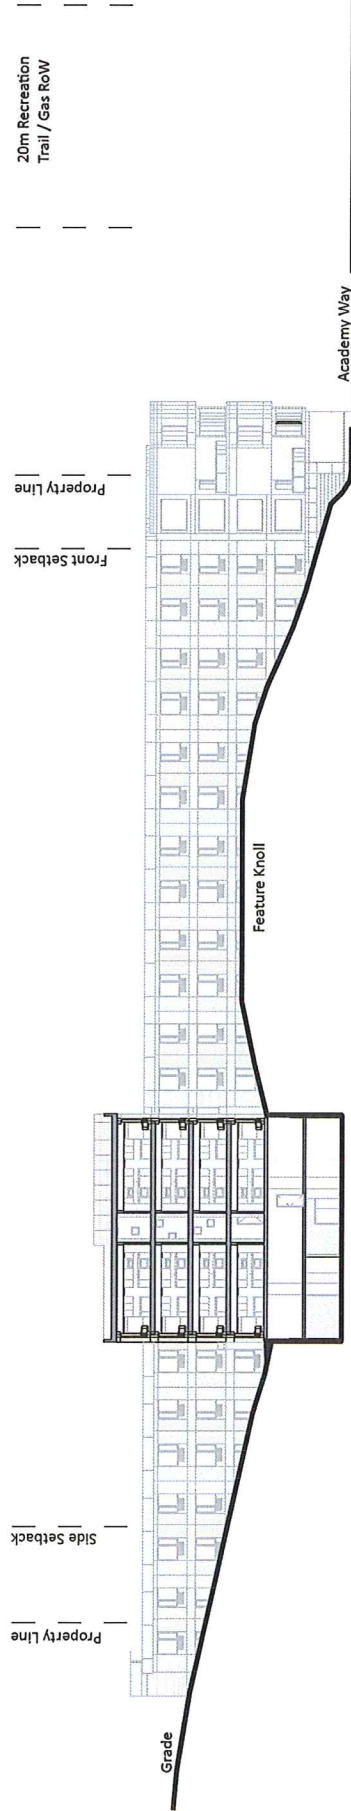 20m Recreation
Trail / Gas RoW
Academy Way
Property Line
Front Setback
Feature Knoll
Side Setback
Property Line
Grade